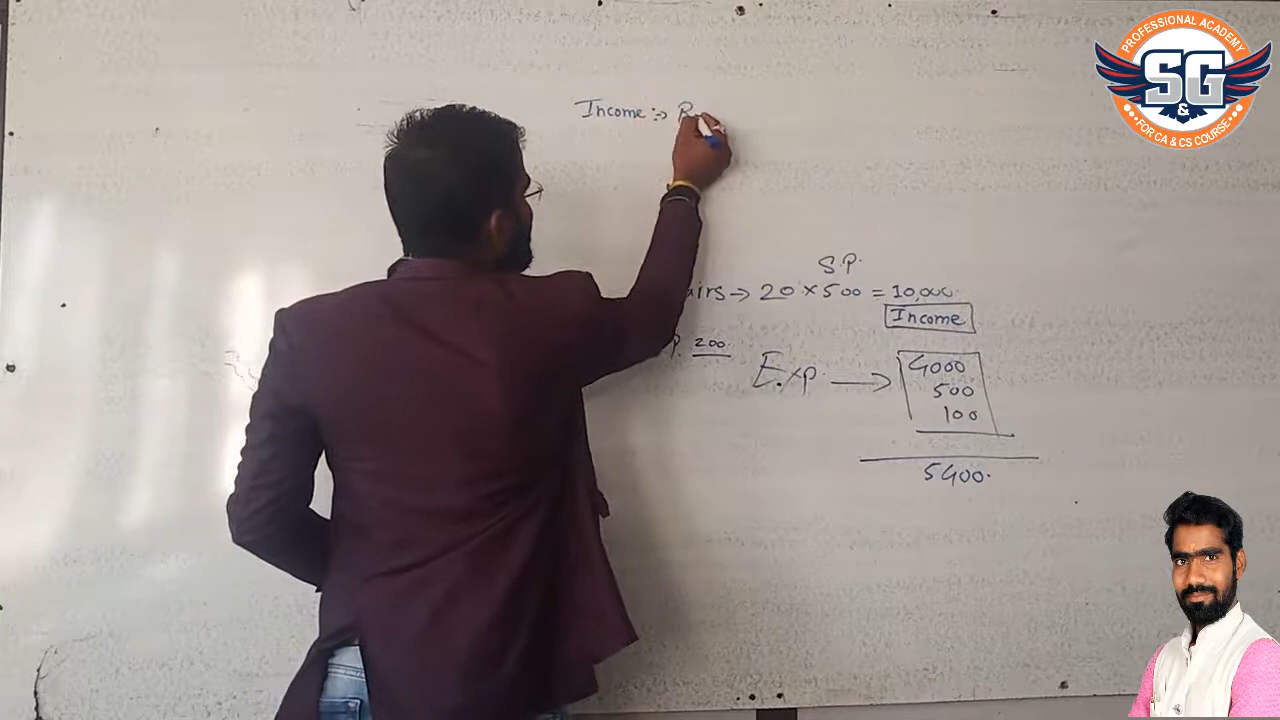 PROFESSIONAL ACADEMY
SG
&
FOR CA & CS COURSE
Income :→ R
S.P.
airs → 20 × 500 = 10,000.
Income
P. 200.
Exp. → 4000
500
100
5400.